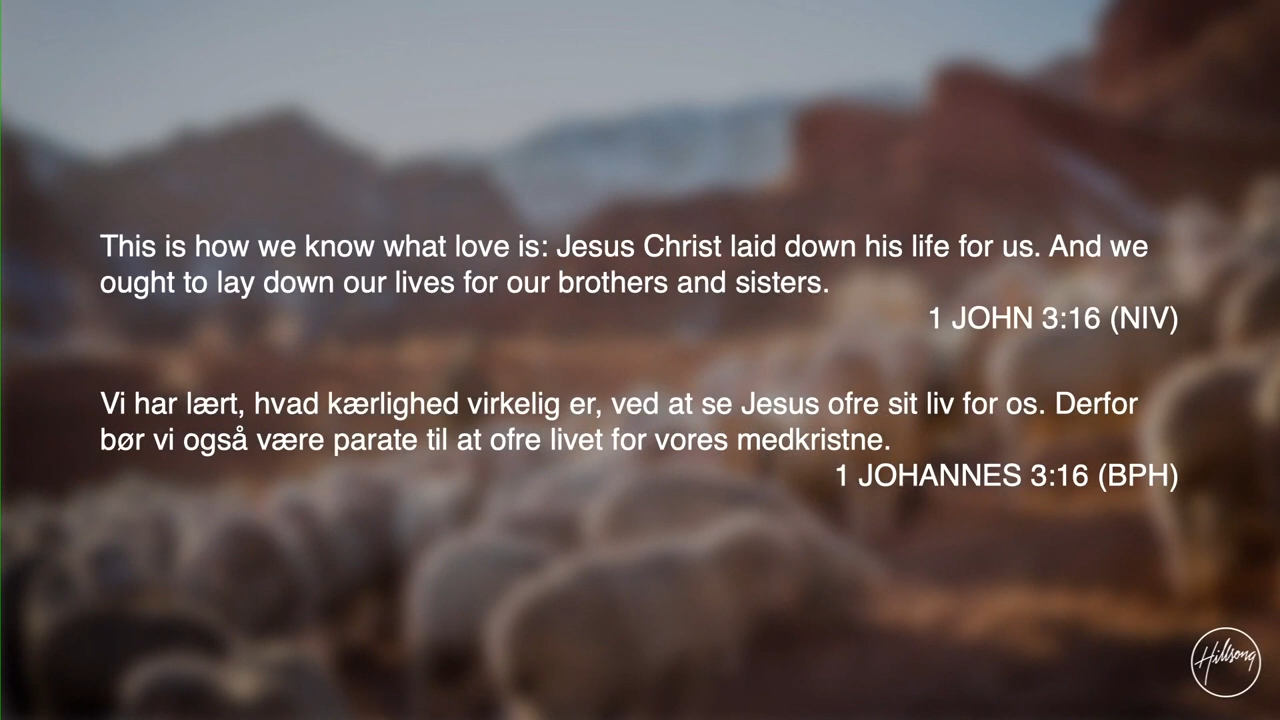 This is how we know what love is: Jesus Christ laid down his life for us. And we
ought to lay down our lives for our brothers and sisters.
1 JOHN 3:16 (NIV)
Vi har lært, hvad kærlighed virkelig er, ved at se Jesus ofre sit liv for os. Derfor
bør vi også være parate til at ofre livet for vores medkristne.
1 JOHANNES 3:16 (BPH)
Hillsong